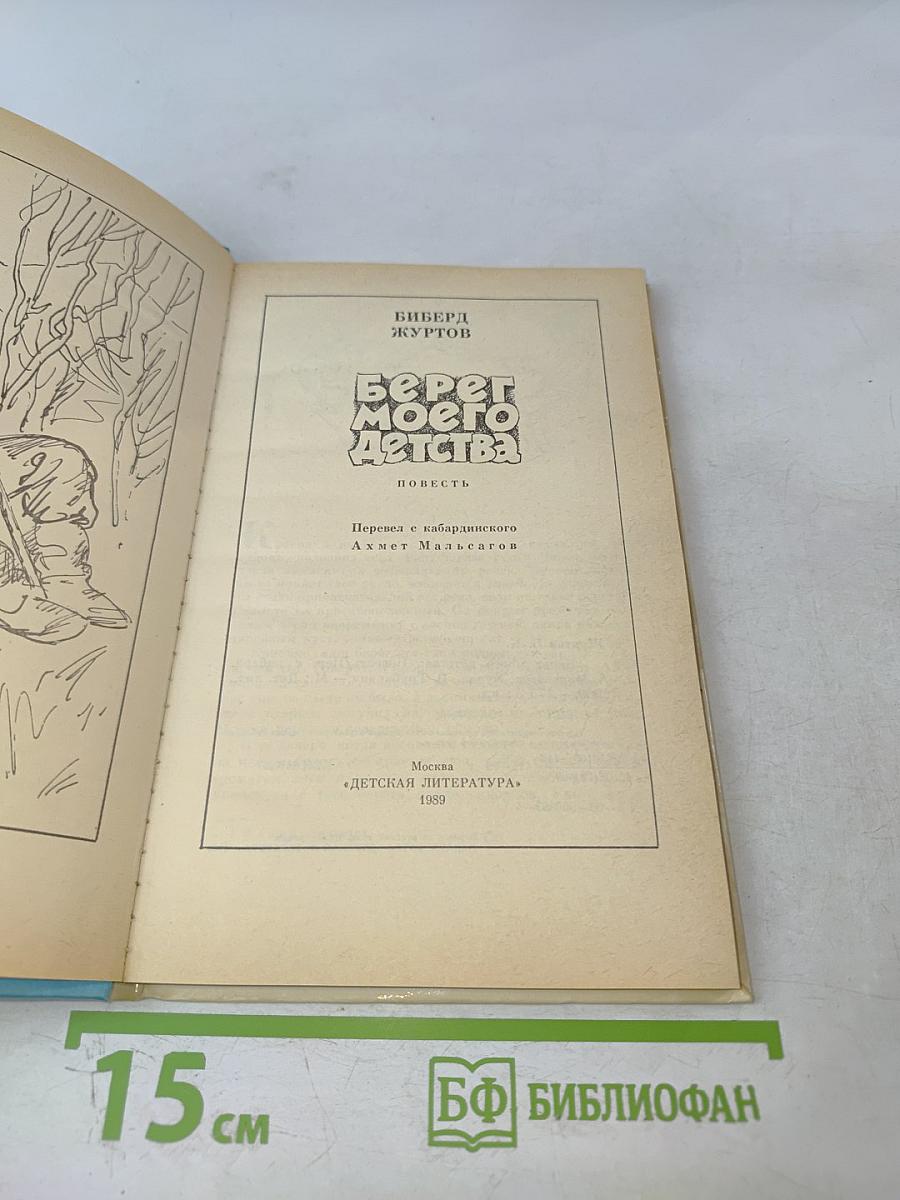 БИБЕРД
ЖУРТОВ
БЕРЕГ
МОЕГО
ДЕТСТВА
ПОВЕСТЬ
Перевел с кабардинского
Ахмет Мальсагов
Москва
«ДЕТСКАЯ ЛИТЕРАТУРА»
1989
15 см
БФ БИБЛИОФАН